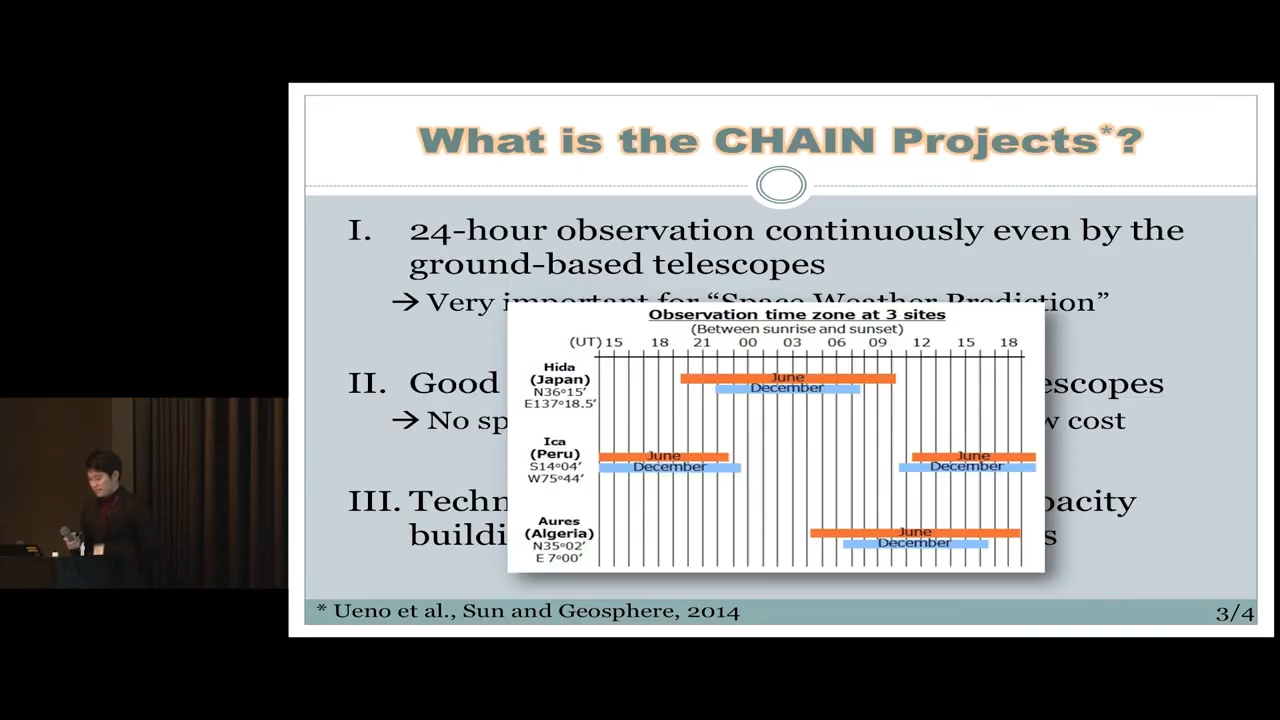 What is the CHAIN Projects*?
I. 24-hour observation continuously even by the
ground-based telescopes
→ Very important for “Space Weather Prediction”
II. Good
escopes
→ No sp
w cost
III. Techn
pacity
buildi
s
Observation time zone at 3 sites
(Between sunrise and sunset)
(UT) 15 18 21 00 03 06 09 12 15 18
Hida
(Japan)
N36°15′
E137°18.5′
June
December
Ica
(Peru)
S14°04′
W75°44′
June June
December December
Aures
(Algeria)
N35°02′
E 7°00′
June
December
* Ueno et al., Sun and Geosphere, 2014
3/4